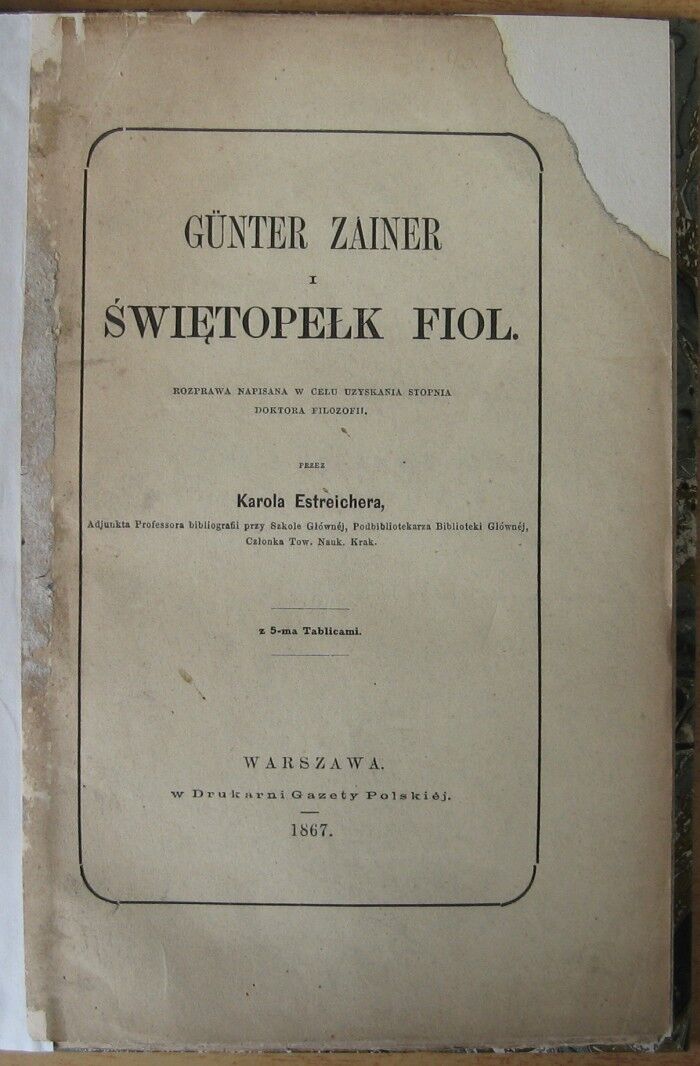 GÜNTER ZAINER
I
ŚWIĘTOPEŁK FIOL.
ROZPRAWA NAPISANA W CELU UZYSKANIA STOPNIA
DOKTORA FILOZOFII.
PRZEZ
Karola Estreichera,
Adjunkta Professora bibliografii przy Szkole Głównéj, Podbibliotekarza Biblioteki Głównéj,
Członka Tow. Nauk. Krak.
z 5-ma Tablicami.
WARSZAWA.
w Drukarni Gazety Polskiéj.
1867.